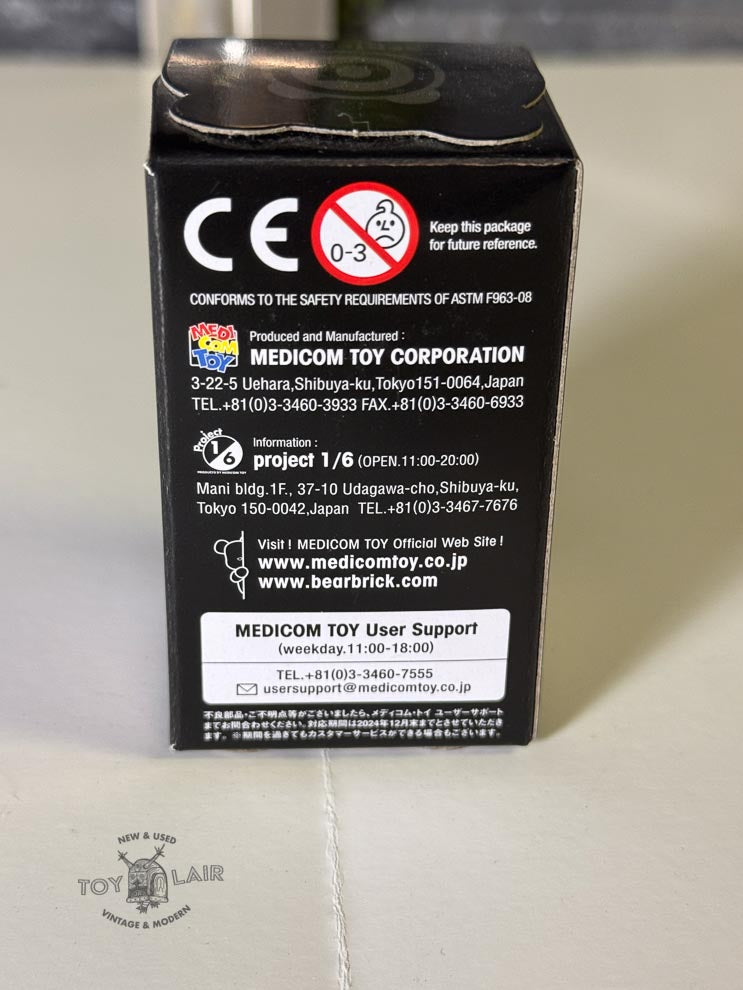 CE
0-3
Keep this package
for future reference.
CONFORMS TO THE SAFETY REQUIREMENTS OF ASTM F963-08
MEDI
COM
TOY
Produced and Manufactured :
MEDICOM TOY CORPORATION
3-22-5 Uehara,Shibuya-ku,Tokyo151-0064,Japan
TEL.+81(0)3-3460-3933 FAX.+81(0)3-3460-6933
Project
1/6
PRODUCTS BY MEDICOM TOY
Information :
project 1/6 (OPEN.11:00-20:00)
Mani bldg.1F., 37-10 Udagawa-cho,Shibuya-ku,
Tokyo 150-0042,Japan TEL.+81(0)3-3467-7676
Visit ! MEDICOM TOY Official Web Site !
www.medicomtoy.co.jp
www.bearbrick.com
MEDICOM TOY User Support
(weekday.11:00-18:00)
TEL.+81(0)3-3460-7555
usersupport@medicomtoy.co.jp
不良部品・ご不明点等がございましたら、メディコム・トイ ユーザーサポート
までお問合わせください。対応期間は2024年12月末までとさせていただき
ます。 ※期間を過ぎてもカスタマーサービスができる場合もございます。
NEW & USED
TOY LAIR
VINTAGE & MODERN